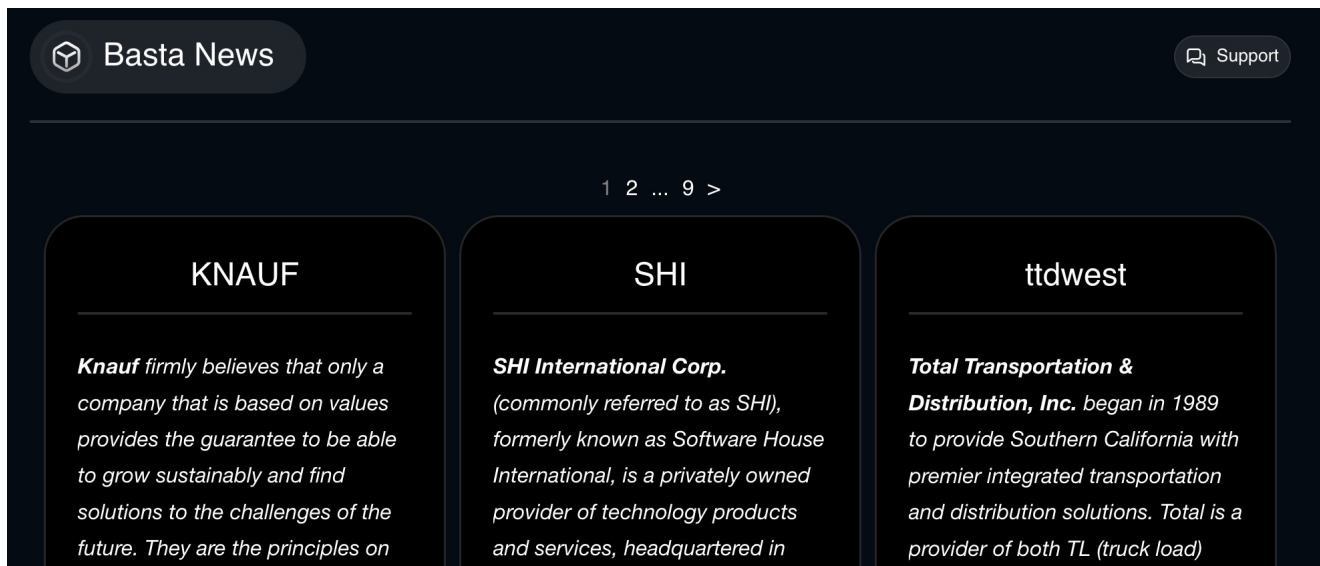 Basta News
Support
1 2 ... 9 >
KNAUF
Knauf firmly believes that only a
company that is based on values
provides the guarantee to be able
to grow sustainably and find
solutions to the challenges of the
future. They are the principles on
SHI
SHI International Corp.
(commonly referred to as SHI),
formerly known as Software House
International, is a privately owned
provider of technology products
and services, headquartered in
ttdwest
Total Transportation &
Distribution, Inc. began in 1989
to provide Southern California with
premier integrated transportation
and distribution solutions. Total is a
provider of both TL (truck load)